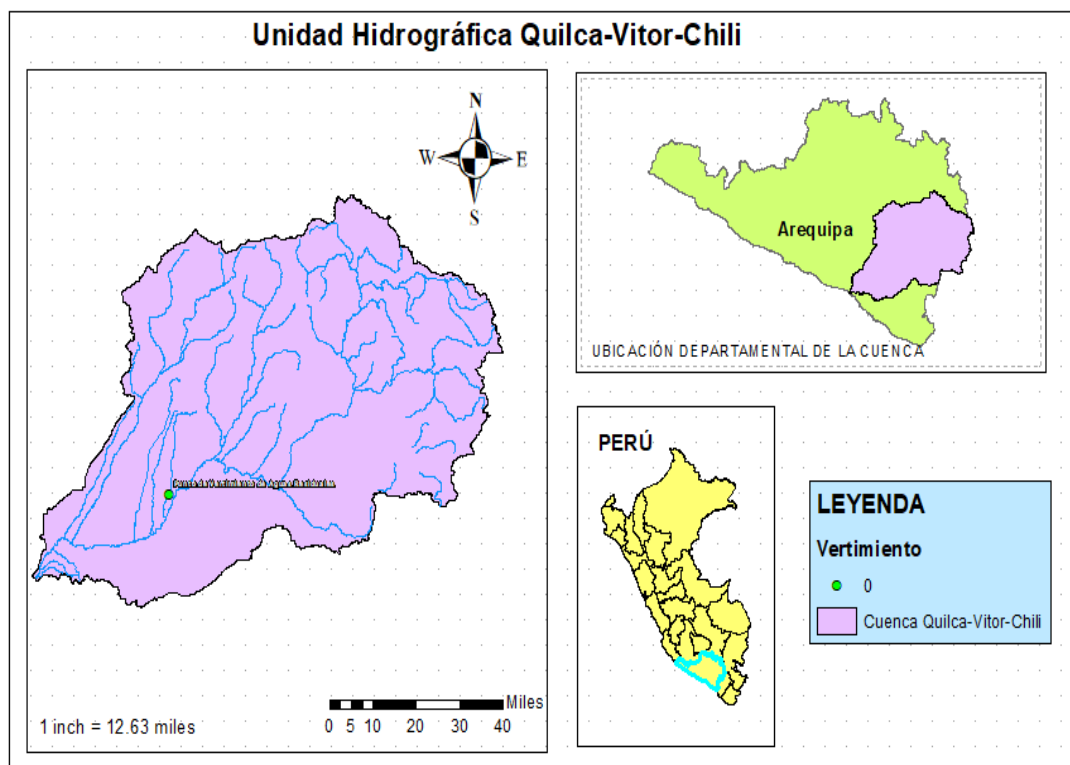 Unidad Hidrográfica Quilca-Vitor-Chili
N
W
E
S
Arequipa
UBICACIÓN DEPARTAMENTAL DE LA CUENCA
PERÚ
LEYENDA
Vertimiento
0
Cuenca Quilca-Vitor-Chili
Miles
0 5 10 20 30 40
1 inch = 12.63 miles